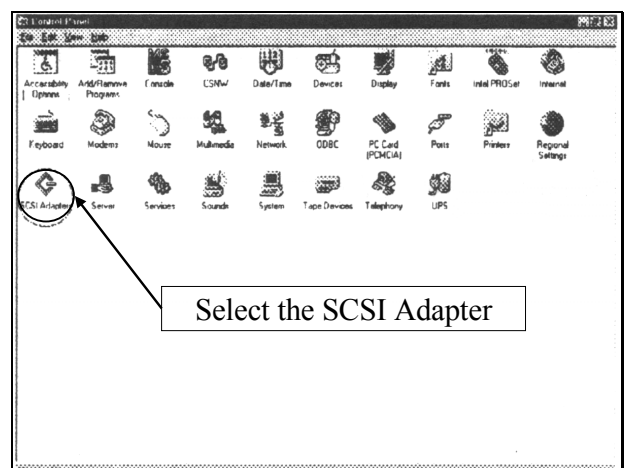 Control Panel
File Edit View Help
Accessibility Options
Add/Remove Programs
Console
CSNW
Date/Time
Devices
Display
Fonts
Intel PROSet
Internet
Keyboard
Modems
Mouse
Multimedia
Network
ODBC
PC Card (PCMCIA)
Ports
Printers
Regional Settings
SCSI Adapters
Server
Services
Sounds
System
Tape Devices
Telephony
UPS
Select the SCSI Adapter